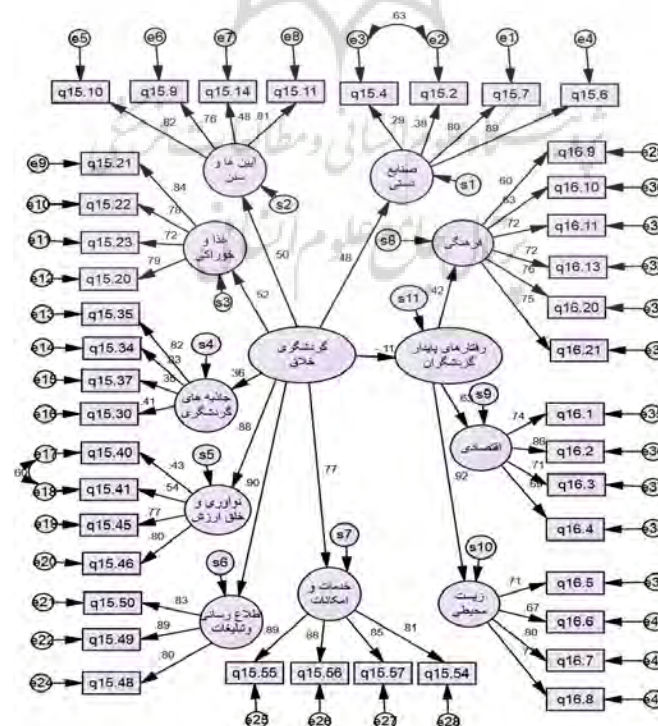 .63
e5 e6 e7 e8 e3 e2 e1 e4
q15.10 q15.9 q15.14 q15.11 q15.4 q15.2 q15.7 q15.6
.82 .76 .48 .81 .29 .38 .80 .89
آیین ها و
سنن
s2
صنایع
دستی
s1
e9 q15.21
e10 q15.22
e11 q15.23
e12 q15.20
.84
.78
.72
.79
غذا و
خوراکی
s3
.52
.50
.48
q16.9
q16.10
q16.11
q16.13
q16.20
q16.21
.60
.63
.72
.72
.76
.75
فرهنگی
s8
.42
s11
گردشگری
خلاق
.11
رفتارهای پایدار
گردشگران
e13 q15.35
e14 q15.34
e15 q15.37
e16 q15.30
.82
.35
.41
s4
جاذبه های
گردشگری
.36
.63
s9
اقتصادی
.74 q16.1
.86 q16.2
.71 q16.3
q16.4
e17 q15.40
e18 q15.41
e19 q15.45
e20 q15.46
.60
.43
.54
.77
.80
s5
نوآوری و
خلق ارزش
.88
.90
.77
.92
s10
زیست
محیطی
.71 q16.5
.67 q16.6
.80 q16.7
q16.8
e21 q15.50
e22 q15.49
e24 q15.48
.83
.89
.80
s6
طلاع رسانی
وتبلیغات
s7
خدمات و
امکانات
.89 .86 .85 .81
q15.55 q15.56 q15.57 q15.54
e25 e26 e27 e28